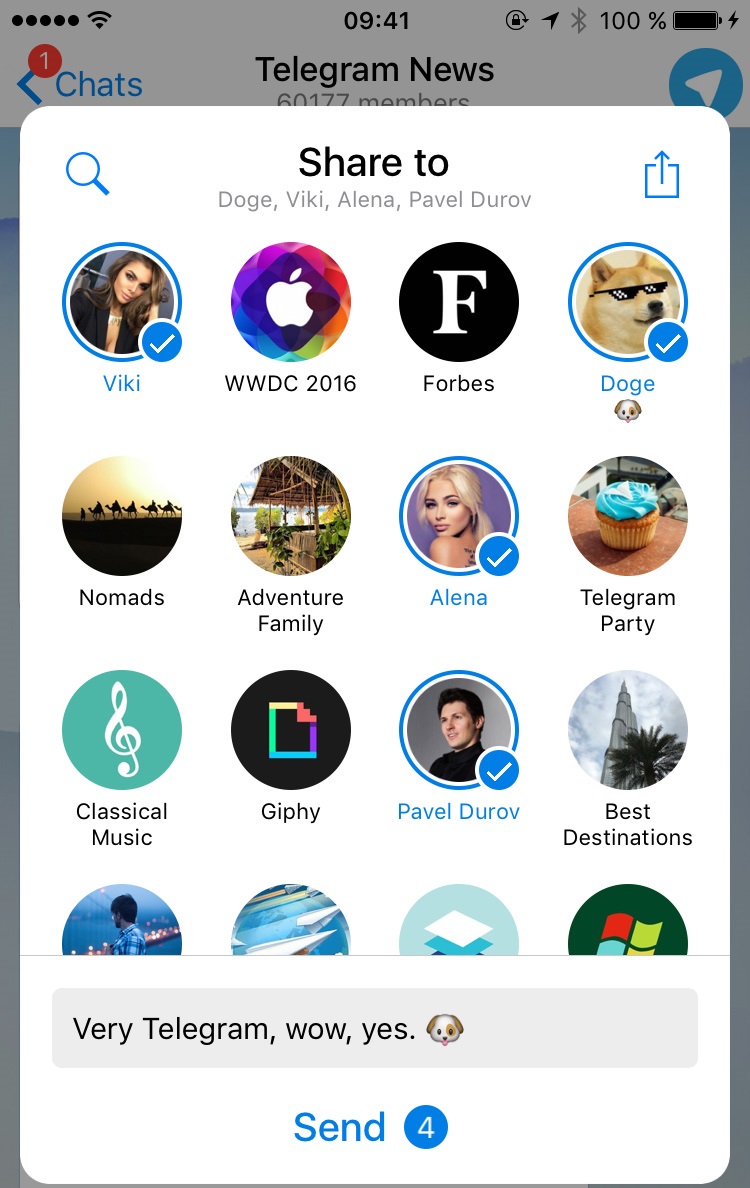 09:41 100 %
1
Chats
Telegram News
60177 members
Share to
Doge, Viki, Alena, Pavel Durov
F
Viki
WWDC 2016
Forbes
Doge
🐶
Nomads
Adventure
Family
Alena
Telegram
Party
Classical
Music
Giphy
Pavel Durov
Best
Destinations
Very Telegram, wow, yes. 🐶
Send 4